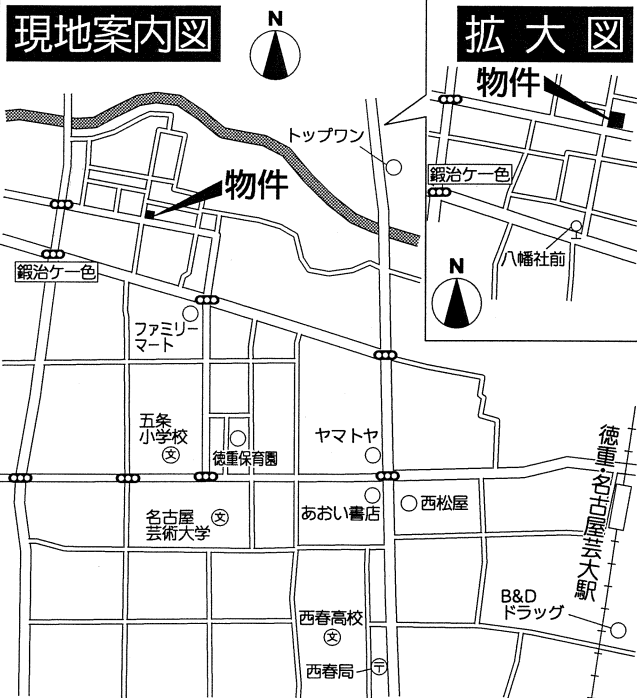 現地案内図
N
拡大図
物件
トップワン
鍜治ケ一色
物件
八幡社前
N
鍜治ケ一色
ファミリー
マート
五条
小学校
文
徳重保育園
ヤマトヤ
徳重・名古屋芸大駅
あおい書店
西松屋
名古屋
芸術大学
文
B&D
ドラッグ
西春高校
文
西春局
〒